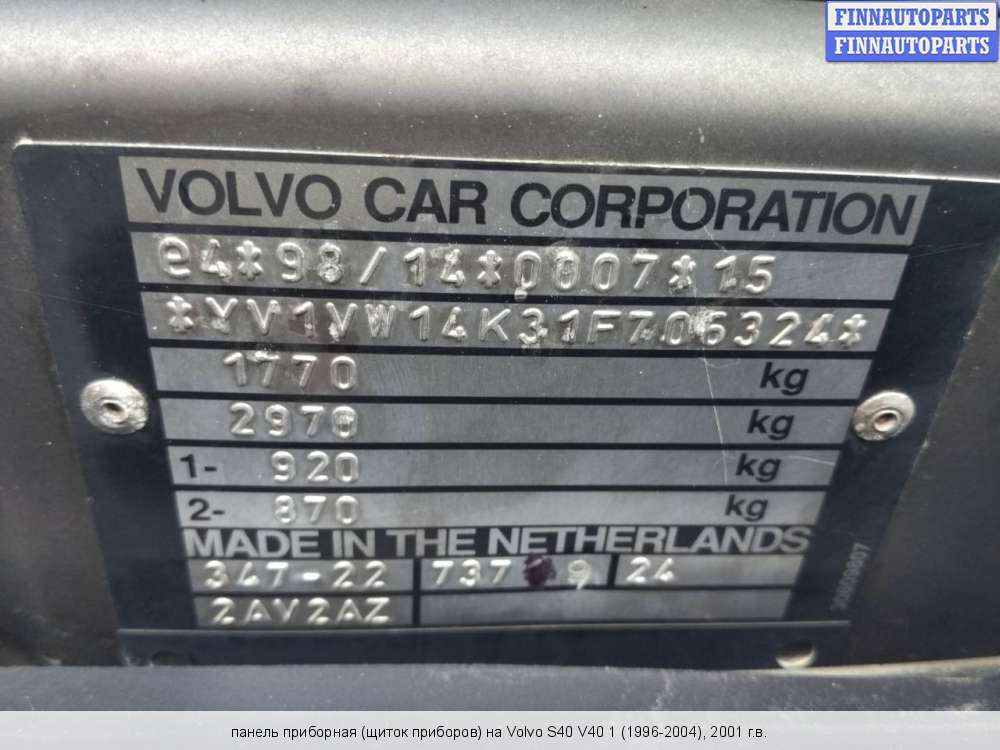 FINNAUTOPARTS
FINNAUTOPARTS
VOLVO CAR CORPORATION
e4*98/14*0007*15
*YV1VW14K31F706324*
1770 kg
2970 kg
1- 920 kg
2- 870 kg
MADE IN THE NETHERLANDS
347-22 737 9 24
2AY2AZ
панель приборная (щиток приборов) на Volvo S40 V40 1 (1996-2004), 2001 г.в.